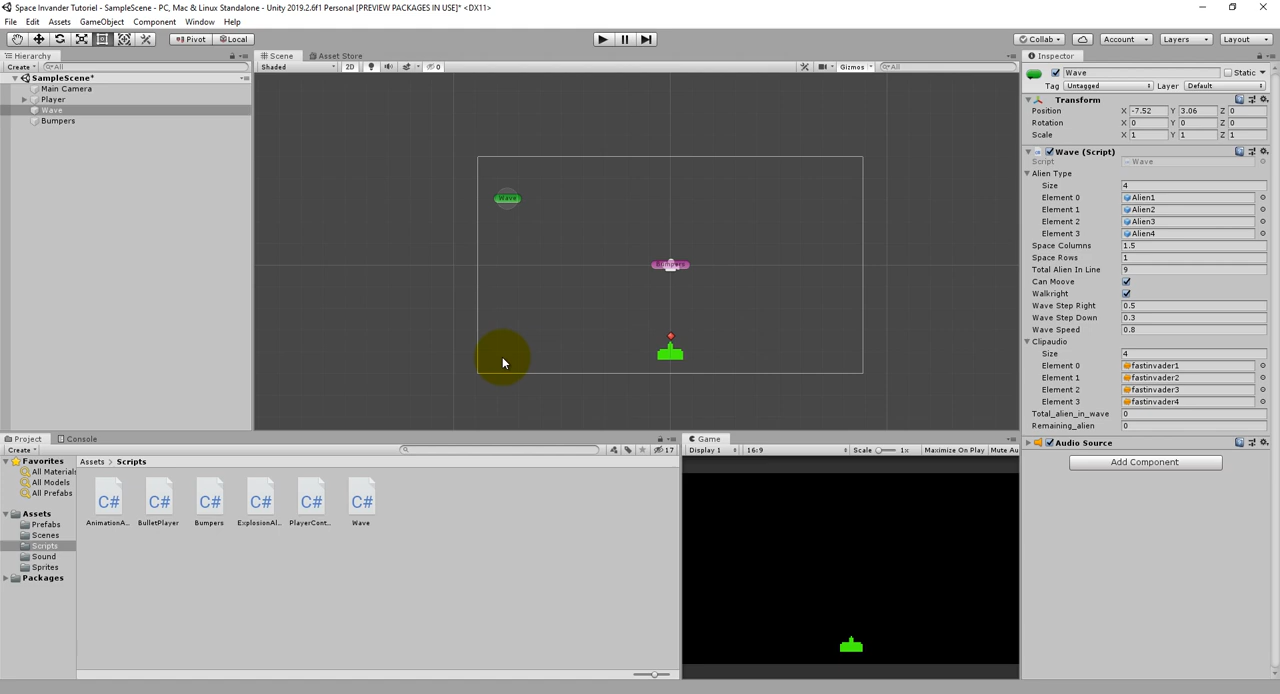 Space Invander Tutoriel - SampleScene - PC, Mac & Linux Standalone - Unity 2019.2.6f1 Personal [PREVIEW PACKAGES IN USE]* <DX11>
File Edit Assets GameObject Component Window Help
Pivot Local Collab Account Layers Layout
Hierarchy
Create All
SampleScene*
Main Camera
Player
Wave
Bumpers
Scene Asset Store
Shaded 2D 0 Gizmos All
Wave
Inspector
Wave Static
Tag Untagged Layer Default
Transform
Position X -7.52 Y 3.06 Z 0
Rotation X 0 Y 0 Z 0
Scale X 1 Y 1 Z 1
Wave (Script)
Script Wave
Alien Type
Size 4
Element 0 Alien1
Element 1 Alien2
Element 2 Alien3
Element 3 Alien4
Space Columns 1.5
Space Rows 1
Total Alien In Line 9
Can Moove
Walkright
Wave Step Right 0.5
Wave Step Down 0.3
Wave Speed 0.8
Clipaudio
Size 4
Element 0 fastinvader1
Element 1 fastinvader2
Element 2 fastinvader3
Element 3 fastinvader4
Total_alien_in_wave 0
Remaining_alien 0
Audio Source
Add Component
Project Console
Create 17
Favorites
All Materials
All Models
All Prefabs
Assets
Prefabs
Scenes
Scripts
Sound
Sprites
Packages
Assets > Scripts
C# C# C# C# C# C#
AnimationA... BulletPlayer Bumpers ExplosionAl... PlayerCont... Wave
Game
Display 1 16:9 Scale 1x Maximize On Play Mute Au